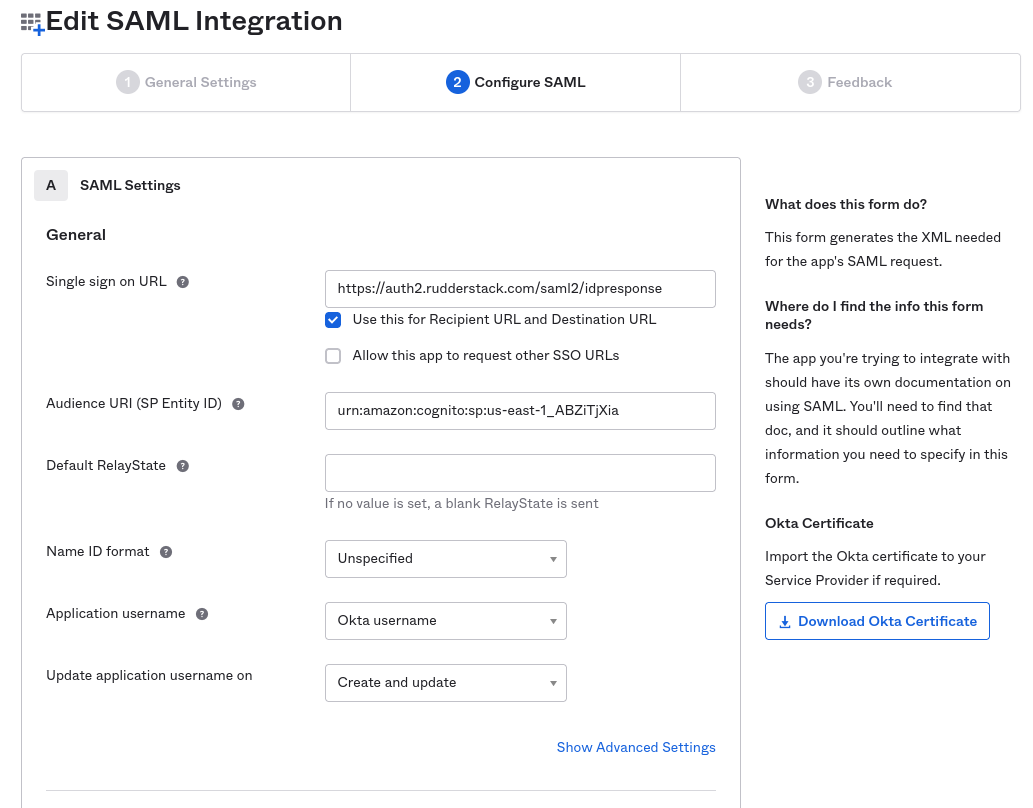 Edit SAML Integration
1 General Settings
2 Configure SAML
3 Feedback
A SAML Settings
General
Single sign on URL ?
https://auth2.rudderstack.com/saml2/idpresponse
Use this for Recipient URL and Destination URL
Allow this app to request other SSO URLs
Audience URI (SP Entity ID) ?
urn:amazon:cognito:sp:us-east-1_ABZiTjXia
Default RelayState ?
If no value is set, a blank RelayState is sent
Name ID format ?
Unspecified
Application username ?
Okta username
Update application username on
Create and update
Show Advanced Settings
What does this form do?
This form generates the XML needed
for the app's SAML request.
Where do I find the info this form
needs?
The app you're trying to integrate with
should have its own documentation on
using SAML. You'll need to find that
doc, and it should outline what
information you need to specify in this
form.
Okta Certificate
Import the Okta certificate to your
Service Provider if required.
Download Okta Certificate